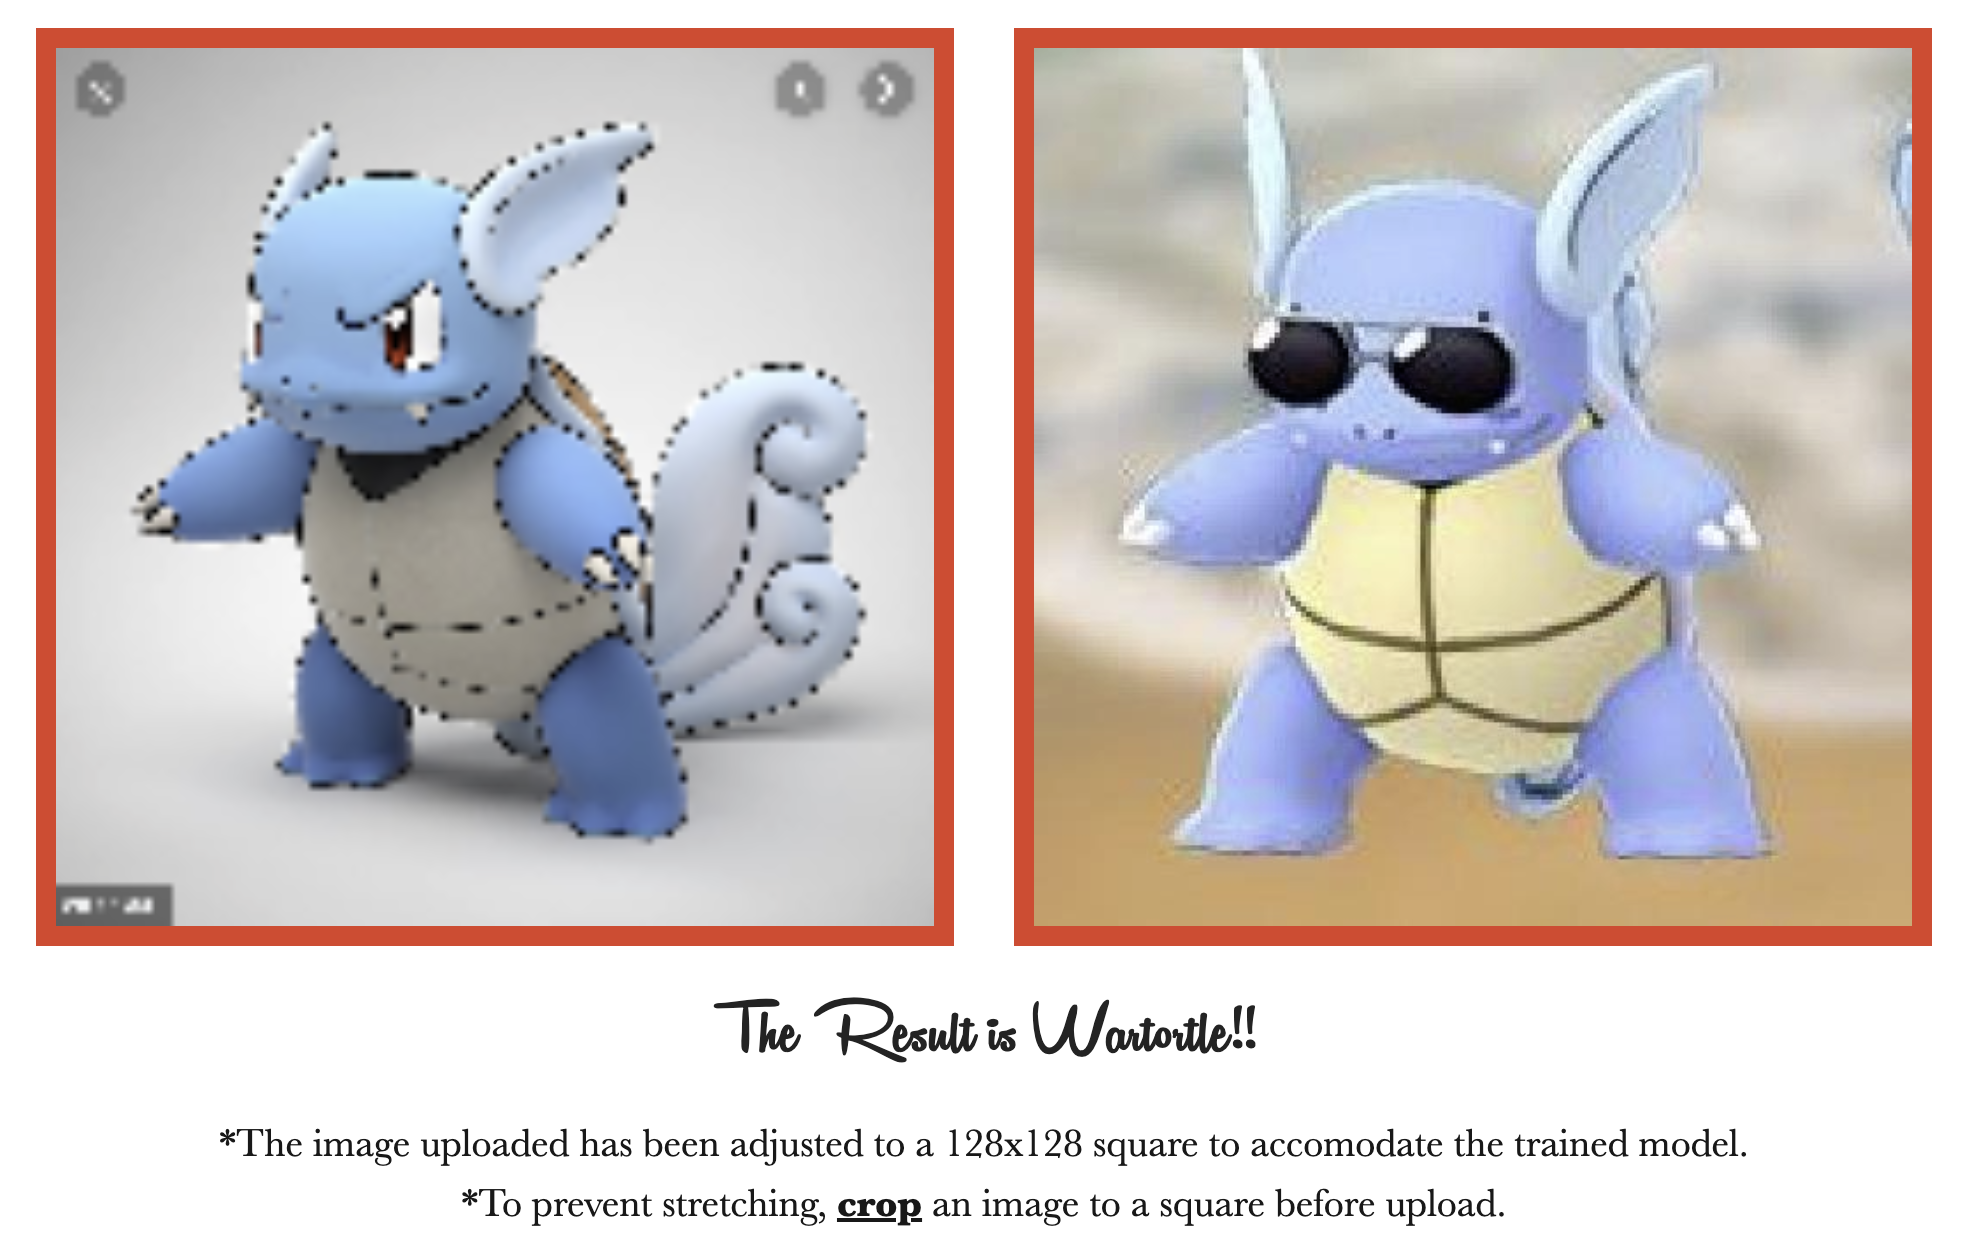 The Result is Wartortle!!
*The image uploaded has been adjusted to a 128x128 square to accomodate the trained model.
*To prevent stretching, crop an image to a square before upload.